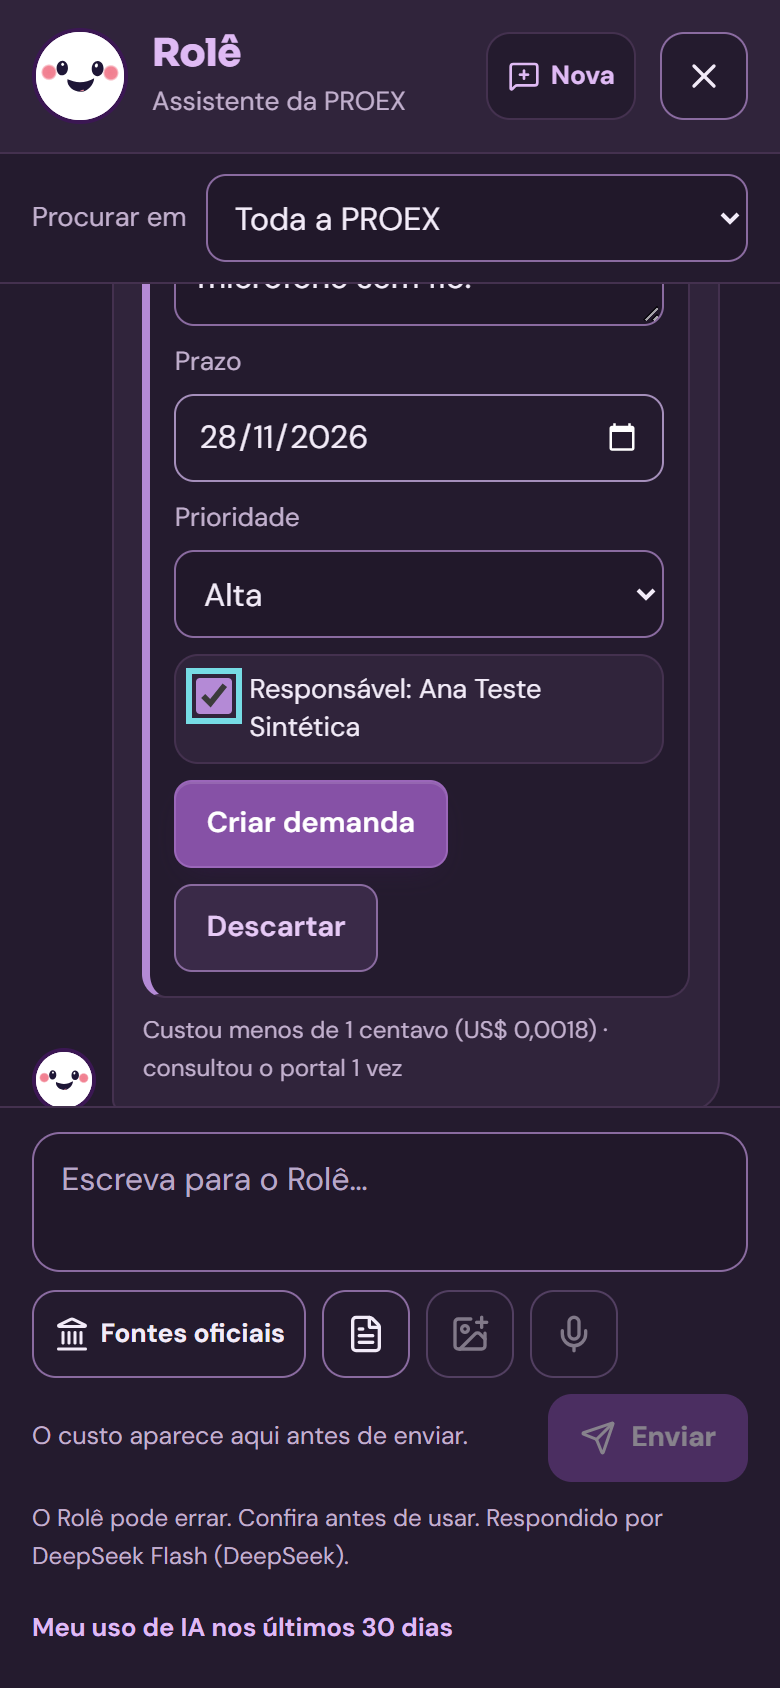 Rolê
Assistente da PROEX
Nova
Procurar em
Toda a PROEX
microfone sem fio.
Prazo
28/11/2026
Prioridade
Alta
Responsável: Ana Teste
Sintética
Criar demanda
Descartar
Custou menos de 1 centavo (US$ 0,0018) ·
consultou o portal 1 vez
Escreva para o Rolê...
Fontes oficiais
O custo aparece aqui antes de enviar.
Enviar
O Rolê pode errar. Confira antes de usar. Respondido por
DeepSeek Flash (DeepSeek).
Meu uso de IA nos últimos 30 dias